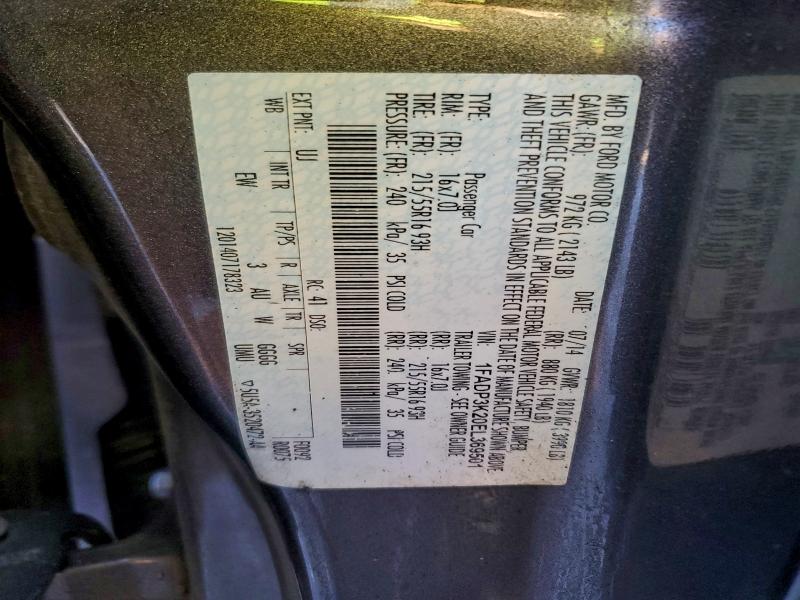 MFD. BY FORD MOTOR CO.
DATE: 07/14 GVWR: 1810 KG ( 3990 LB)
GAWR: (FR): 972 KG ( 2143 LB) (RR): 880 KG ( 1940 LB)
THIS VEHICLE CONFORMS TO ALL APPLICABLE FEDERAL MOTOR VEHICLE SAFETY, BUMPER,
AND THEFT PREVENTION STANDARDS IN EFFECT ON THE DATE OF MANUFACTURE SHOWN ABOVE
VIN: 1FADP3K20EL369501
TYPE: Passenger Car TRAILER TOWING - SEE OWNER GUIDE
RIM: (FR): 16x7.0J (RR): 16x7.0J
TIRE: (FR): 215/55R16 93H (RR): 215/55R16 93H
PRESSURE (FR): 240 kPa/ 35 PSI COLD (RR): 240 kPa/ 35 PSI COLD
EXT PNT: UJ RC: 41 DSO:
WB INT TR TP/PS R AXLE TR SPR
EW 3 AU W GGGG
UMI:
1201407178323